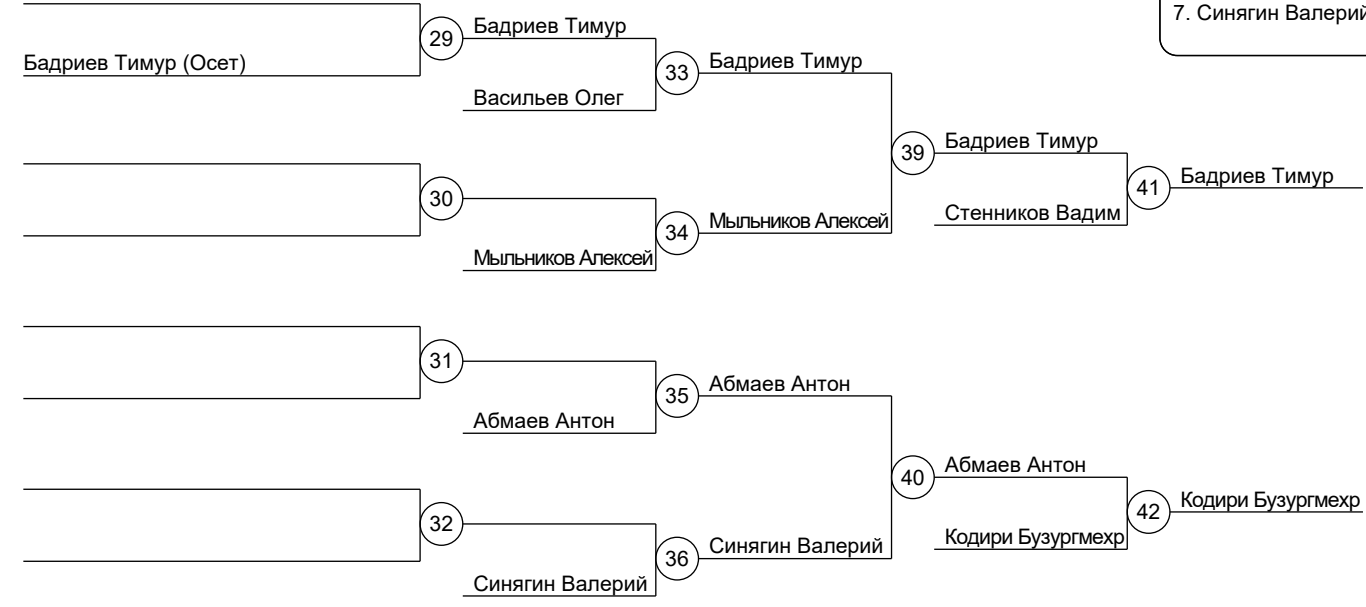 7. Синягин Валерий
29
Бадриев Тимур
Бадриев Тимур (Осет)
33
Бадриев Тимур
Васильев Олег
39
Бадриев Тимур
41
Бадриев Тимур
30
Стенников Вадим
34
Мыльников Алексей
Мыльников Алексей
31
35
Абмаев Антон
Абмаев Антон
40
Абмаев Антон
42
Кодири Бузургмехр
32
Кодири Бузургмехр
36
Синягин Валерий
Синягин Валерий